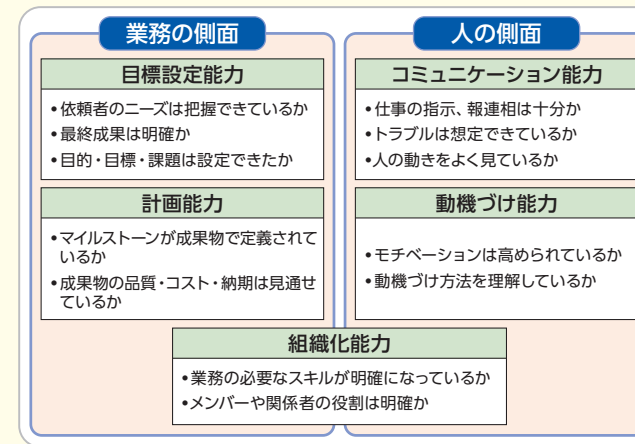 業務の側面
目標設定能力
•依頼者のニーズは把握できているか
•最終成果は明確か
•目的・目標・課題は設定できたか
計画能力
•マイルストーンが成果物で定義されて
いるか
•成果物の品質・コスト・納期は見通せ
ているか
人の側面
コミュニケーション能力
•仕事の指示、報連相は十分か
•トラブルは想定できているか
•人の動きをよく見ているか
動機づけ能力
•モチベーションは高められているか
•動機づけ方法を理解しているか
組織化能力
•業務の必要なスキルが明確になっているか
•メンバーや関係者の役割は明確か